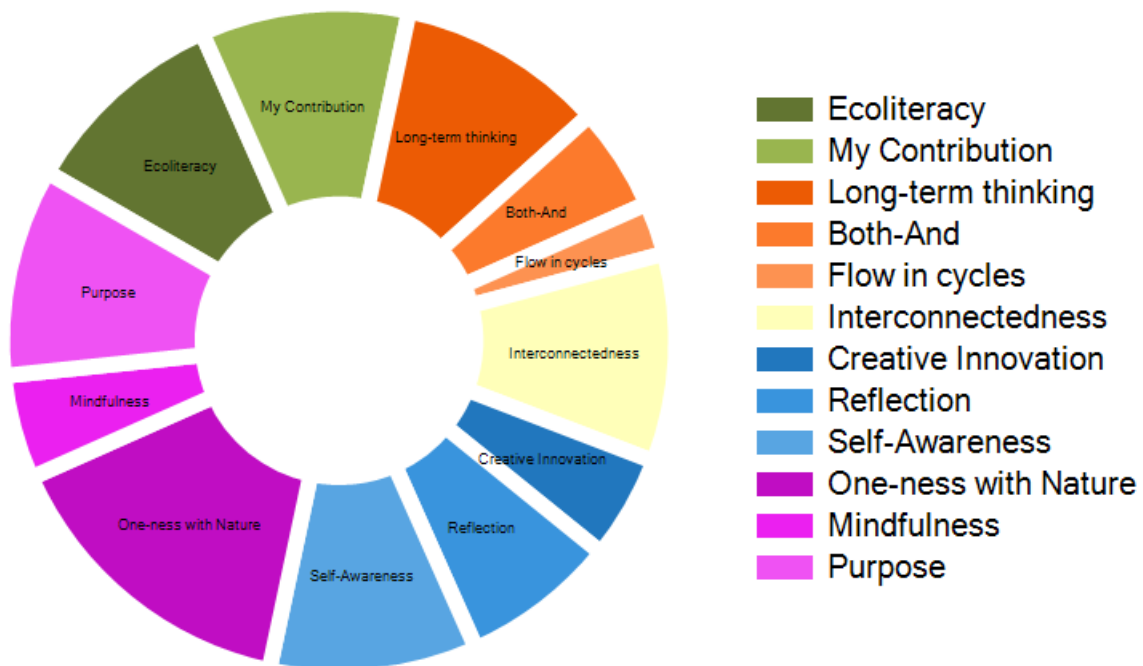 My Contribution
Long-term thinking
Ecoliteracy
Both-And
Flow in cycles
Purpose
Interconnectedness
Mindfulness
Creative Innovation
One-ness with Nature
Reflection
Self-Awareness
Ecoliteracy
My Contribution
Long-term thinking
Both-And
Flow in cycles
Interconnectedness
Creative Innovation
Reflection
Self-Awareness
One-ness with Nature
Mindfulness
Purpose